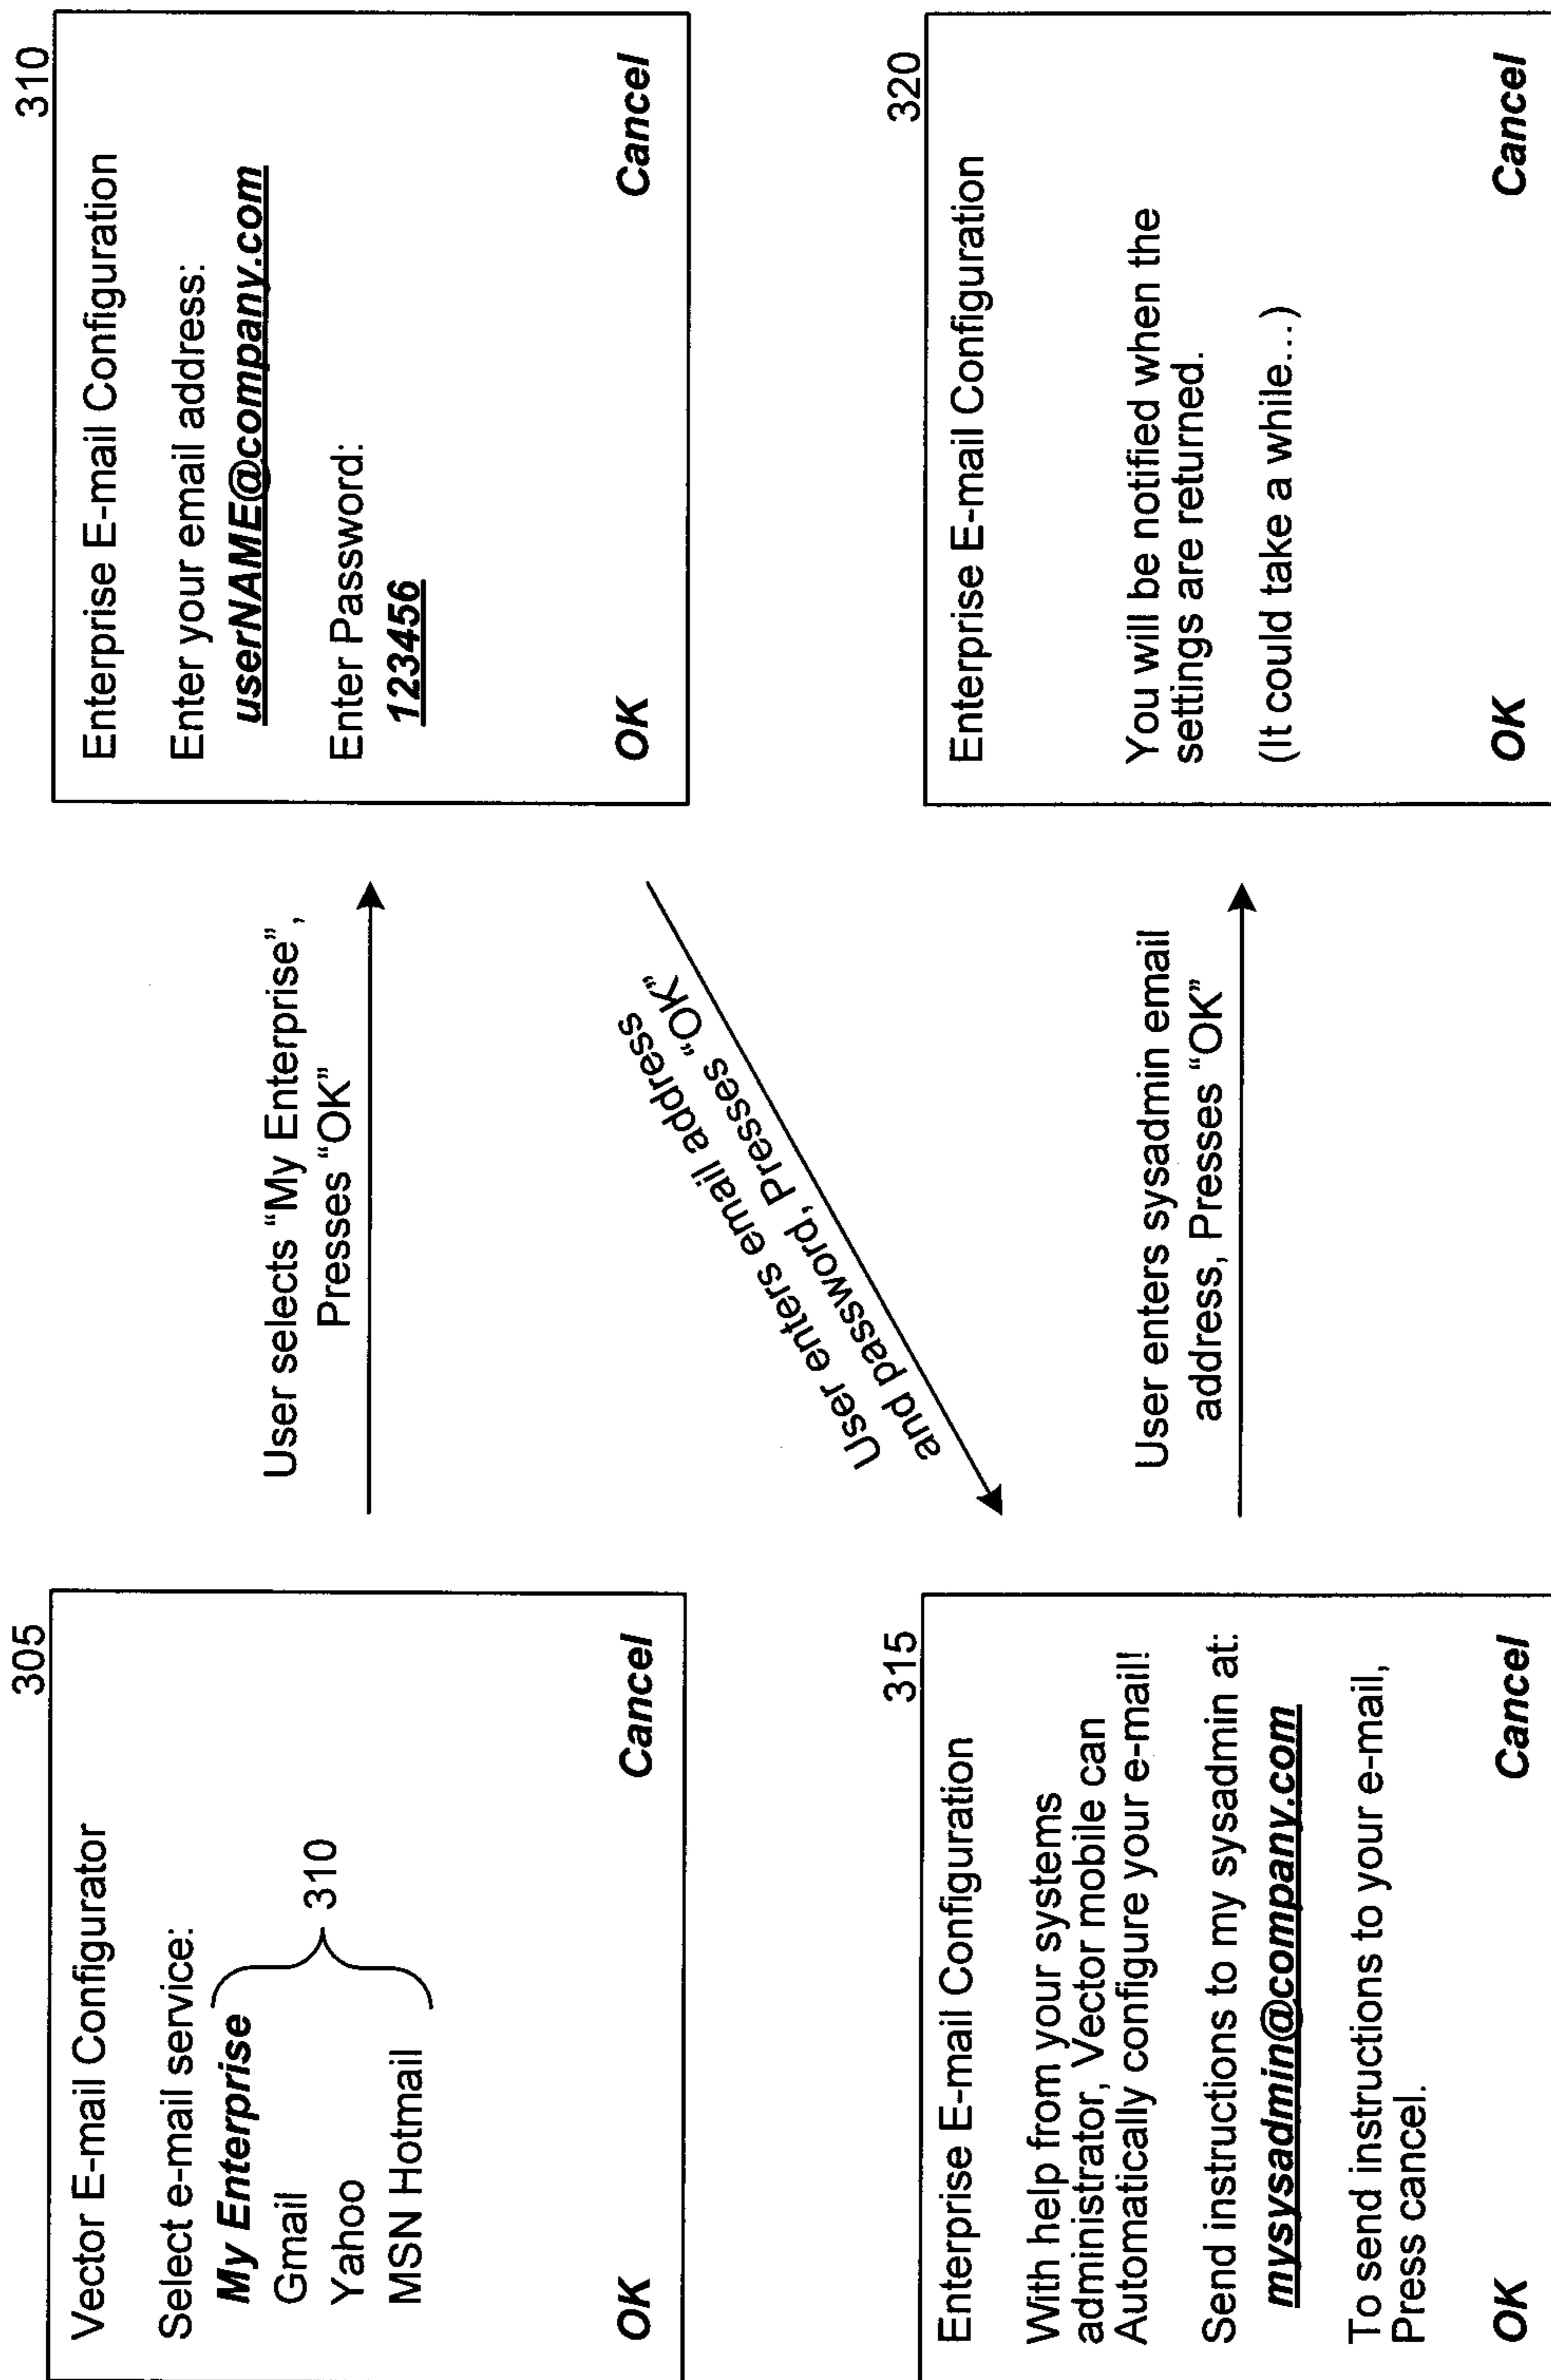 305
Vector E-mail Configurator
Select e-mail service:
My Enterprise
Gmail
Yahoo
MSN Hotmail
310
OK Cancel
User selects “My Enterprise”,
Presses “OK”
310
Enterprise E-mail Configuration
Enter your email address:
userNAME@company.com
Enter Password:
123456
OK Cancel
User enters email address
and password, Presses “OK”
315
Enterprise E-mail Configuration
With help from your systems
administrator, Vector mobile can
Automatically configure your e-mail!
Send instructions to my sysadmin at:
mysysadmin@company.com
To send instructions to your e-mail,
Press cancel.
OK Cancel
User enters sysadmin email
address, Presses “OK”
320
Enterprise E-mail Configuration
You will be notified when the
settings are returned.
(It could take a while...)
OK Cancel